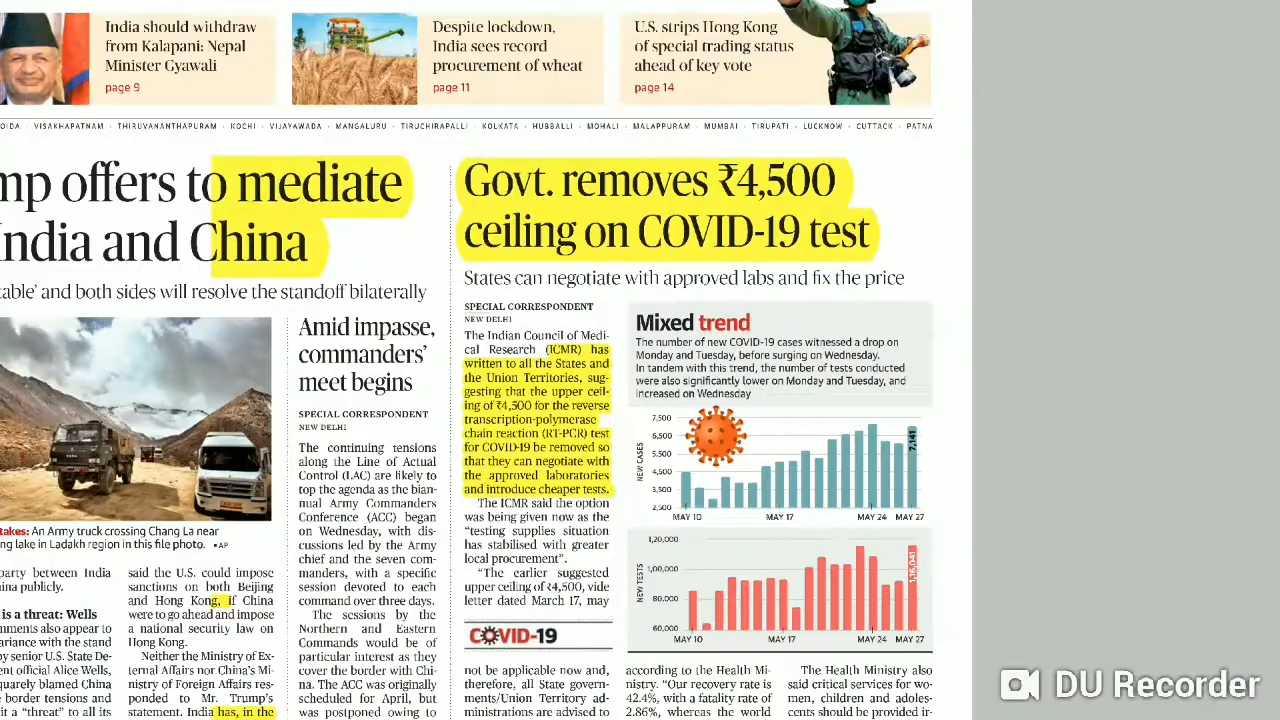 India should withdraw
from Kalapani: Nepal
Minister Gyawali
page 9
Despite lockdown,
India sees record
procurement of wheat
page 11
U.S. strips Hong Kong
of special trading status
ahead of key vote
page 14
VISAKHAPATNAM · THIRUVANANTHAPURAM · KOCHI · VIJAYAWADA · MANGALURU · TIRUCHIRAPALLI · KOLKATA · HUBBALLI · MOHALI · MALAPPURAM · MUMBAI · TIRUPATI · LUCKNOW · CUTTACK · PATNA
mp offers to mediate
India and China
table' and both sides will resolve the standoff bilaterally
takes: An Army truck crossing Chang La near
ng lake in Ladakh region in this file photo. • AP
party between India
ina publicly.
is a threat: Wells
mments also appear to
variance with the stand
by senior U.S. State De-
ent official Alice Wells,
quarely blamed China
e border tensions and
it a "threat" to all its
said the U.S. could impose
sanctions on both Beijing
and Hong Kong, if China
were to go ahead and impose
a national security law on
Hong Kong.
Neither the Ministry of Ex-
ternal Affairs nor China's Mi-
nistry of Foreign Affairs res-
ponded to Mr. Trump's
statement. India has, in the
Amid impasse,
commanders'
meet begins
SPECIAL CORRESPONDENT
NEW DELHI
The continuing tensions
along the Line of Actual
Control (LAC) are likely to
top the agenda as the bian-
nual Army Commanders
Conference (ACC) began
on Wednesday, with dis-
cussions led by the Army
chief and the seven com-
manders, with a specific
session devoted to each
command over three days.
The sessions by the
Northern and Eastern
Commands would be of
particular interest as they
cover the border with Chi-
na. The ACC was originally
scheduled for April, but
was postponed owing to
Govt. removes ₹4,500
ceiling on COVID-19 test
States can negotiate with approved labs and fix the price
SPECIAL CORRESPONDENT
NEW DELHI
The Indian Council of Medi-
cal Research (ICMR) has
written to all the States and
the Union Territories, sug-
gesting that the upper ceil-
ing of ₹4,500 for the reverse
transcription-polymerase
chain reaction (RT-PCR) test
for COVID-19 be removed so
that they can negotiate with
the approved laboratories
and introduce cheaper tests.
The ICMR said the option
was being given now as the
"testing supplies situation
has stabilised with greater
local procurement".
"The earlier suggested
upper ceiling of ₹4,500, vide
letter dated March 17, may
COVID-19
not be applicable now and,
therefore, all State govern-
ments/Union Territory ad-
ministrations are advised to
Mixed trend
The number of new COVID-19 cases witnessed a drop on
Monday and Tuesday, before surging on Wednesday.
In tandem with this trend, the number of tests conducted
were also significantly lower on Monday and Tuesday, and
increased on Wednesday
NEW CASES
7,500
6,500
5,500
4,500
3,500
2,500
7,141
MAY 10 MAY 17 MAY 24 MAY 27
NEW TESTS
1,20,000
1,00,000
80,000
60,000
1,16,041
MAY 10 MAY 17 MAY 24 MAY 27
according to the Health Mi-
nistry. "Our recovery rate is
42.4%, with a fatality rate of
2.86%, whereas the world
The Health Ministry also
said critical services for wo-
men, children and adoles-
cents should be provided ir-
DU Recorder